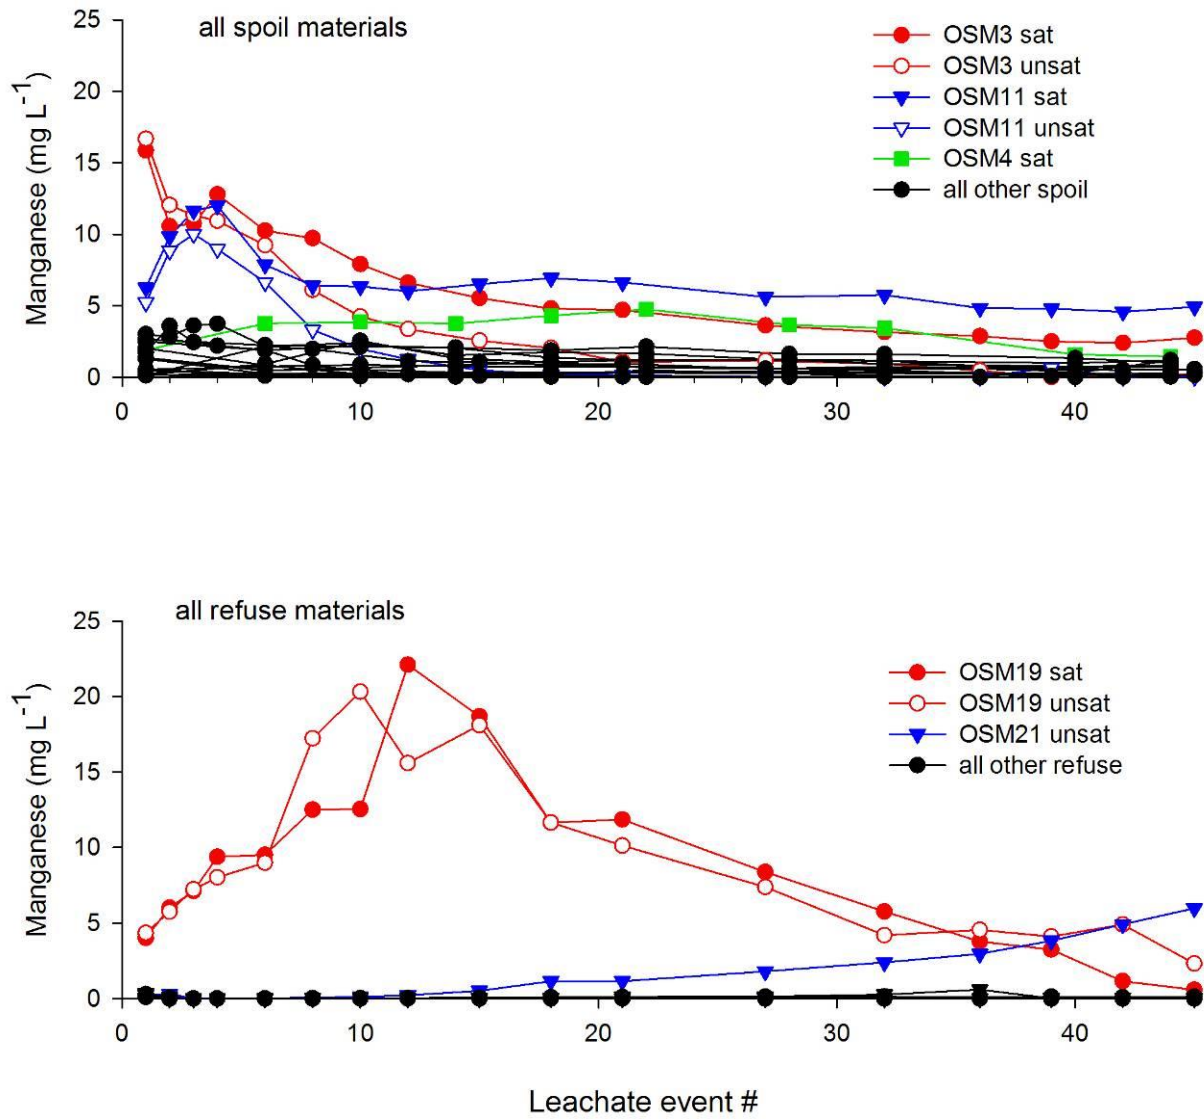 all spoil materials
25
20
15
10
5
0
Manganese (mg L-1)
OSM3 sat
OSM3 unsat
OSM11 sat
OSM11 unsat
OSM4 sat
all other spoil
0 10 20 30 40
all refuse materials
25
20
15
10
5
0
Manganese (mg L-1)
OSM19 sat
OSM19 unsat
OSM21 unsat
all other refuse
0 10 20 30 40
Leachate event #